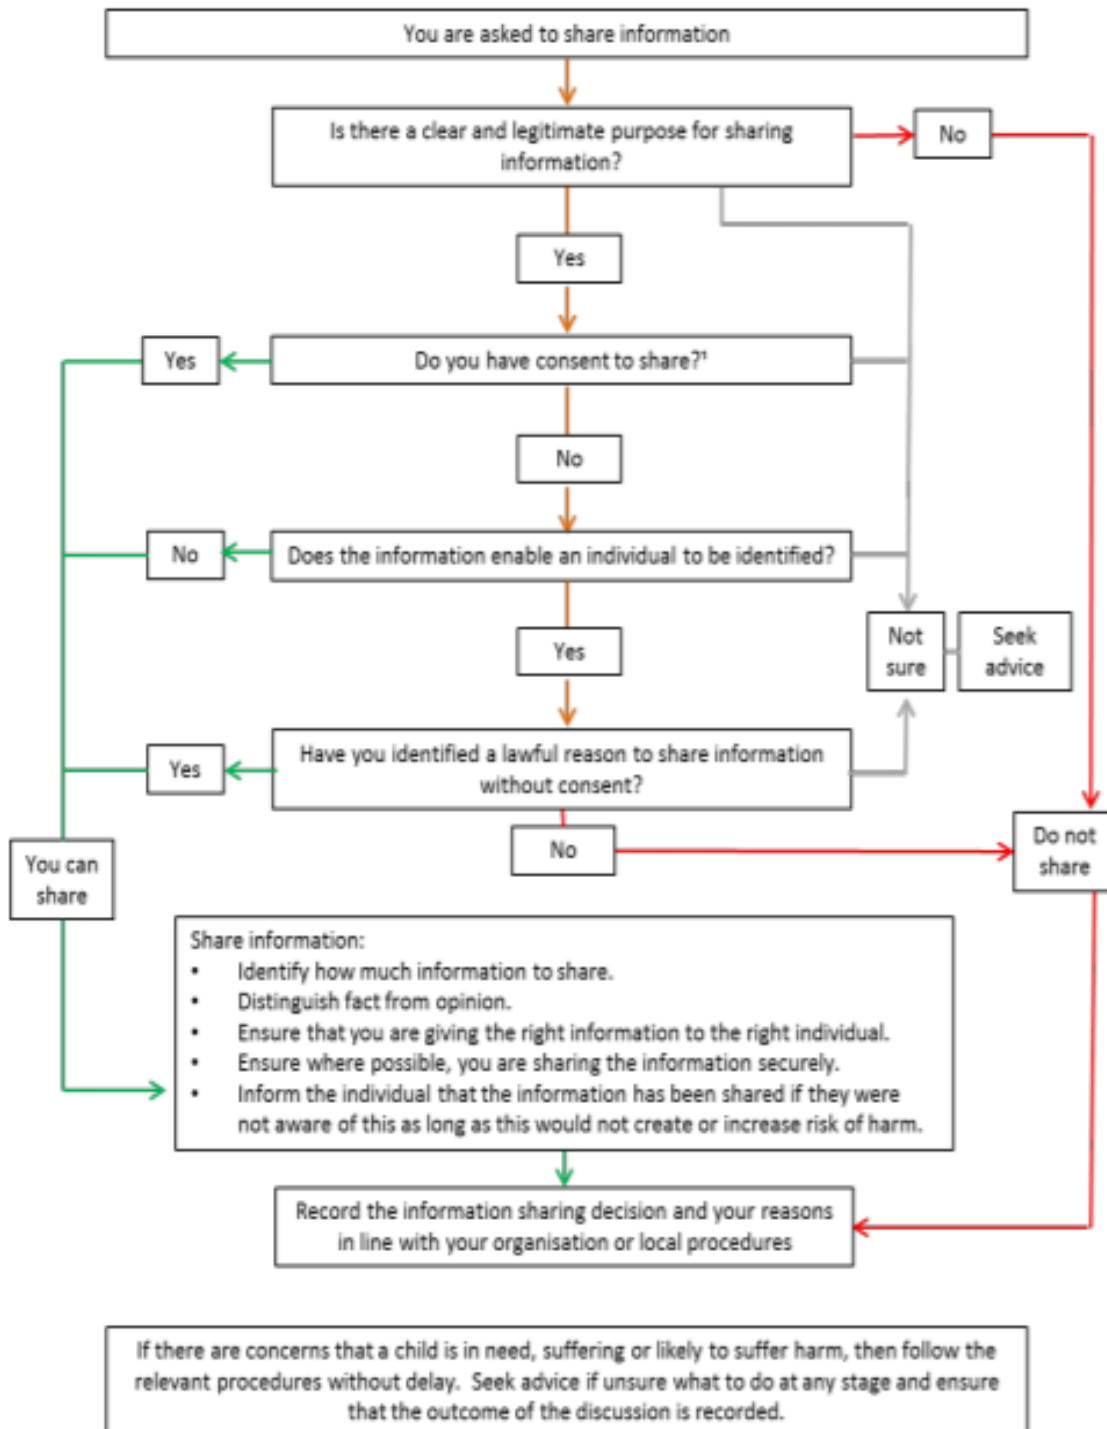 You are asked to share information
Is there a clear and legitimate purpose for sharing
information?
No
Yes
Do you have consent to share?¹
Yes
No
Does the information enable an individual to be identified?
No
Yes
Not
sure
Seek
advice
Have you identified a lawful reason to share information
without consent?
Yes
No
Do not
share
You can
share
Share information:
• Identify how much information to share.
• Distinguish fact from opinion.
• Ensure that you are giving the right information to the right individual.
• Ensure where possible, you are sharing the information securely.
• Inform the individual that the information has been shared if they were
not aware of this as long as this would not create or increase risk of harm.
Record the information sharing decision and your reasons
in line with your organisation or local procedures
If there are concerns that a child is in need, suffering or likely to suffer harm, then follow the
relevant procedures without delay. Seek advice if unsure what to do at any stage and ensure
that the outcome of the discussion is recorded.